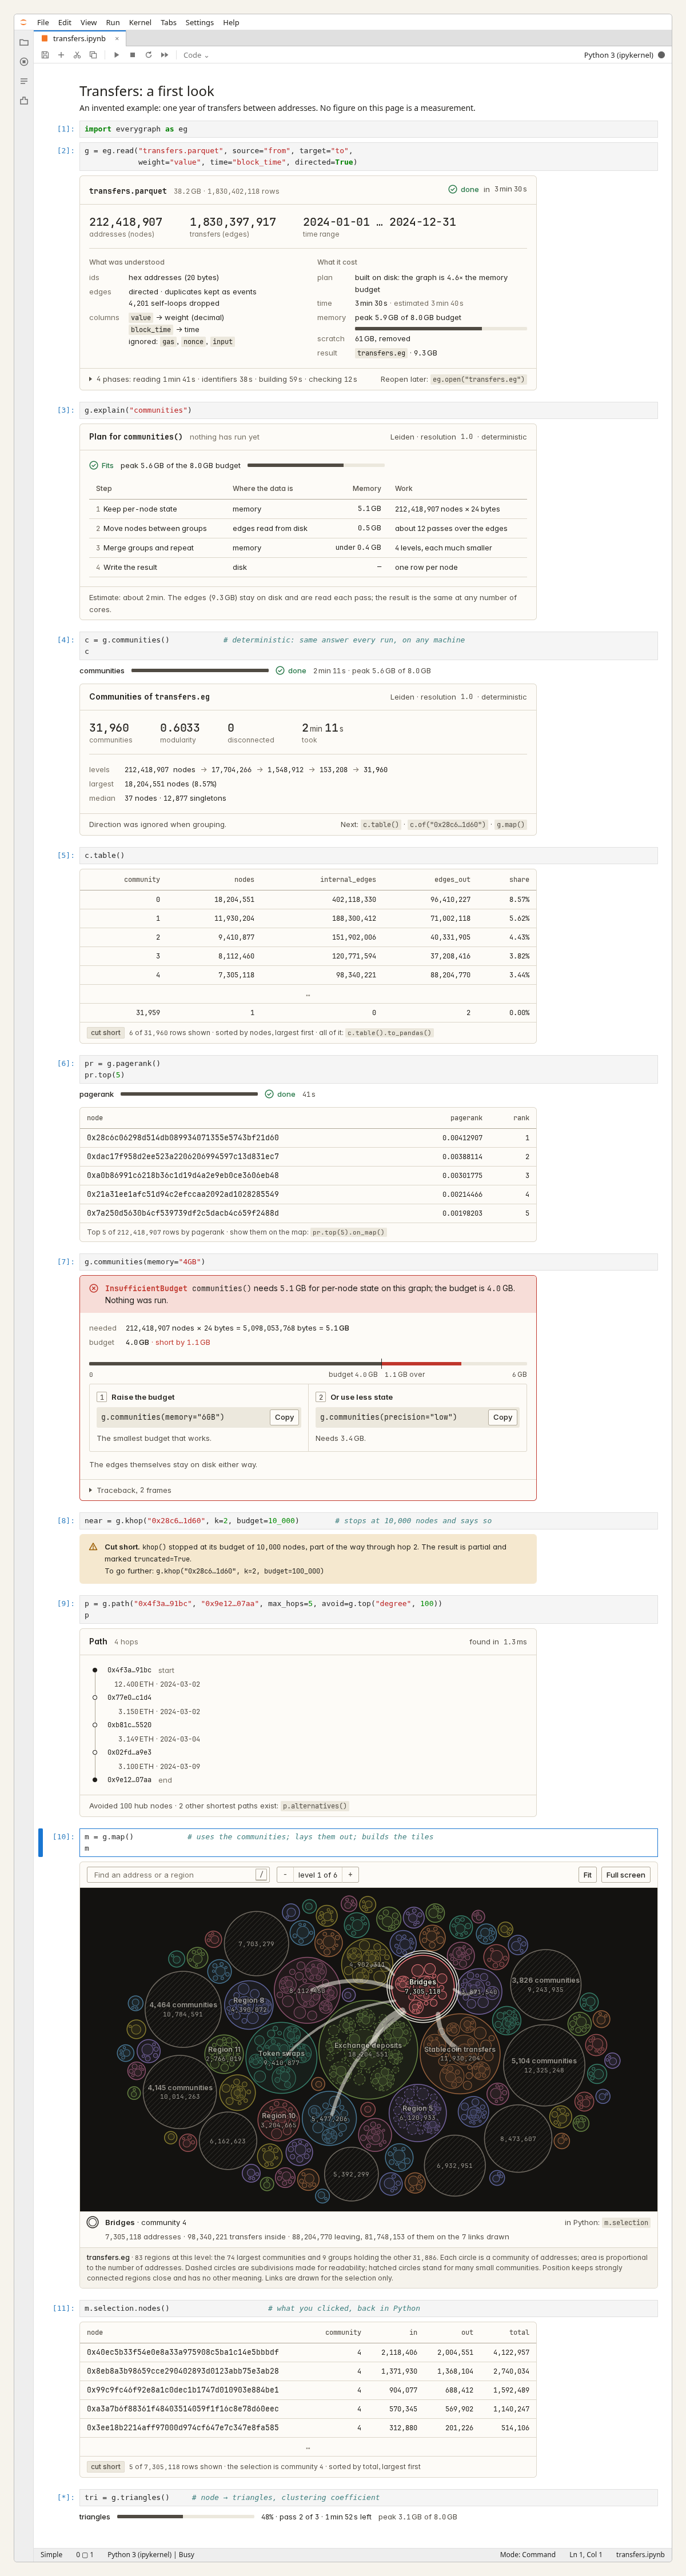 File Edit View Run Kernel Tabs Settings Help
transfers.ipynb ×
Code
Python 3 (ipykernel)
Transfers: a first look
An invented example: one year of transfers between addresses. No figure on this page is a measurement.
[1]: import everygraph as eg
[2]: g = eg.read("transfers.parquet", source="from", target="to",
weight="value", time="block_time", directed=True)
transfers.parquet 38.2 GB · 1,830,402,118 rows done in 3 min 30 s
212,418,907 1,830,397,917 2024-01-01 … 2024-12-31
addresses (nodes) transfers (edges) time range
What was understood What it cost
ids hex addresses (20 bytes) plan built on disk: the graph is 4.6× the memory
budget
edges directed · duplicates kept as events
4,201 self-loops dropped
time 3 min 30 s · estimated 3 min 40 s
columns value → weight (decimal)
block_time → time
ignored: gas, nonce, input
memory peak 5.9 GB of 8.0 GB budget
scratch 61 GB, removed
result transfers.eg · 9.3 GB
4 phases: reading 1 min 41 s · identifiers 38 s · building 59 s · checking 12 s Reopen later: eg.open("transfers.eg")
[3]: g.explain("communities")
Plan for communities() nothing has run yet Leiden · resolution 1.0 · deterministic
Fits peak 5.6 GB of the 8.0 GB budget
Step Where the data is Memory Work
1 Keep per-node state memory 5.1 GB 212,418,907 nodes × 24 bytes
2 Move nodes between groups edges read from disk 0.5 GB about 12 passes over the edges
3 Merge groups and repeat memory under 0.4 GB 4 levels, each much smaller
4 Write the result disk — one row per node
Estimate: about 2 min. The edges (9.3 GB) stay on disk and are read each pass; the result is the same at any number of
cores.
[4]: c = g.communities() # deterministic: same answer every run, on any machine
c
communities done 2 min 11 s · peak 5.6 GB of 8.0 GB
Communities of transfers.eg Leiden · resolution 1.0 · deterministic
31,960 0.6033 0 2 min 11 s
communities modularity disconnected took
levels 212,418,907 nodes → 17,704,266 → 1,548,912 → 153,208 → 31,960
largest 18,204,551 nodes (8.57%)
median 37 nodes · 12,877 singletons
Direction was ignored when grouping. Next: c.table() · c.of("0x28c6…1d60") · g.map()
[5]: c.table()
community nodes internal_edges edges_out share
0 18,204,551 402,118,330 96,410,227 8.57%
1 11,930,204 188,300,412 71,002,118 5.62%
2 9,410,877 151,902,006 40,331,905 4.43%
3 8,112,460 120,771,594 37,208,416 3.82%
4 7,305,118 98,340,221 88,204,770 3.44%
…
31,959 1 0 2 0.00%
cut short 6 of 31,960 rows shown · sorted by nodes, largest first · all of it: c.table().to_pandas()
[6]: pr = g.pagerank()
pr.top(5)
pagerank done 41 s
node pagerank rank
0x28c6c06298d514db089934071355e5743bf21d60 0.00412907 1
0xdac17f958d2ee523a2206206994597c13d831ec7 0.00388114 2
0xa0b86991c6218b36c1d19d4a2e9eb0ce3606eb48 0.00301775 3
0x21a31ee1afc51d94c2efccaa2092ad1028285549 0.00214466 4
0x7a250d5630b4cf539739df2c5dacb4c659f2488d 0.00198203 5
Top 5 of 212,418,907 rows by pagerank · show them on the map: pr.top(5).on_map()
[7]: g.communities(memory="4GB")
InsufficientBudget communities() needs 5.1 GB for per-node state on this graph; the budget is 4.0 GB.
Nothing was run.
needed 212,418,907 nodes × 24 bytes = 5,098,053,768 bytes = 5.1 GB
budget 4.0 GB · short by 1.1 GB
0 budget 4.0 GB 1.1 GB over 6 GB
1 Raise the budget 2 Or use less state
g.communities(memory="6GB") Copy g.communities(precision="low") Copy
The smallest budget that works. Needs 3.4 GB.
The edges themselves stay on disk either way.
Traceback, 2 frames
[8]: near = g.khop("0x28c6…1d60", k=2, budget=10_000) # stops at 10,000 nodes and says so
Cut short. khop() stopped at its budget of 10,000 nodes, part of the way through hop 2. The result is partial and
marked truncated=True.
To go further: g.khop("0x28c6…1d60", k=2, budget=100_000)
[9]: p = g.path("0x4f3a…91bc", "0x9e12…07aa", max_hops=5, avoid=g.top("degree", 100))
p
Path 4 hops found in 1.3 ms
0x4f3a…91bc start
12.400 ETH · 2024-03-02
0x77e0…c1d4
3.150 ETH · 2024-03-02
0xb81c…5520
3.149 ETH · 2024-03-04
0x02fd…a9e3
3.100 ETH · 2024-03-09
0x9e12…07aa end
Avoided 100 hub nodes · 2 other shortest paths exist: p.alternatives()
[10]: m = g.map() # uses the communities; lays them out; builds the tiles
m
Find an address or a region / - level 1 of 6 + Fit Full screen
7,703,279
Bridges
7,305,118
3,826 communities
9,243,935
4,464 communities
10,784,591
Region 8
Exchange deposits
Region 11
Token swaps
9,410,877
Stablecoin transfers
11,930,204
5,104 communities
12,325,248
4,145 communities
10,014,263
Region 10
3,204,665
Region 5
6,120,933
6,162,623
8,473,607
5,392,299
6,932,951
Bridges · community 4 in Python: m.selection
7,305,118 addresses · 98,340,221 transfers inside · 88,204,770 leaving, 81,748,153 of them on the 7 links drawn
transfers.eg · 83 regions at this level: the 74 largest communities and 9 groups holding the other 31,886. Each circle is a community of addresses; area is proportional
to the number of addresses. Dashed circles are subdivisions made for readability; hatched circles stand for many small communities. Position keeps strongly
connected regions close and has no other meaning. Links are drawn for the selection only.
[11]: m.selection.nodes() # what you clicked, back in Python
node community in out total
0x40ec5b33f54e0e8a33a975908c5ba1c14e5bbbdf 4 2,118,406 2,004,551 4,122,957
0x8eb8a3b98659cce290402893d0123abb75e3ab28 4 1,371,930 1,368,104 2,740,034
0x99c9fc46f92e8a1c0dec1b1747d010903e884be1 4 904,077 688,412 1,592,489
0xa3a7b6f88361f48403514059f1f16c8e78d60eec 4 570,345 569,902 1,140,247
0x3ee18b2214aff97000d974cf647e7c347e8fa585 4 312,880 201,226 514,106
…
cut short 5 of 7,305,118 rows shown · the selection is community 4 · sorted by total, largest first
[*]: tri = g.triangles() # node → triangles, clustering coefficient
triangles 48% · pass 2 of 3 · 1 min 52 s left peak 3.1 GB of 8.0 GB
Simple 0 1 Python 3 (ipykernel) | Busy Mode: Command Ln 1, Col 1 transfers.ipynb